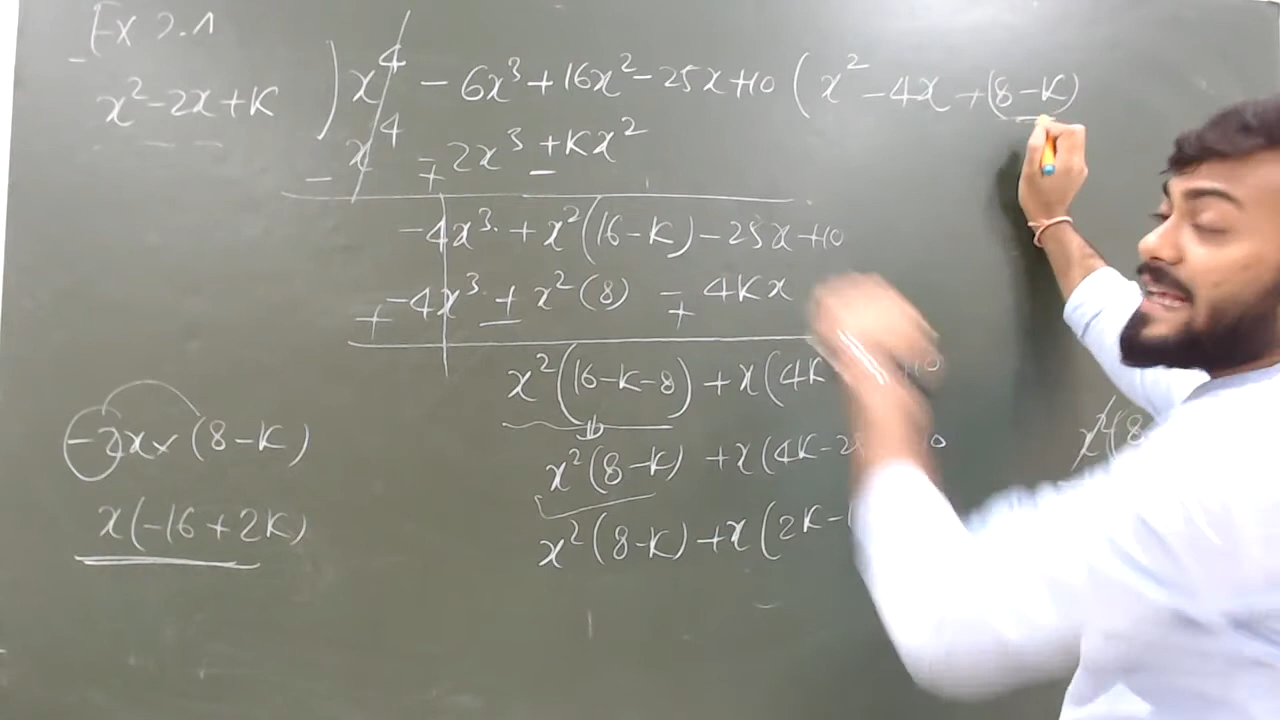 Ex 2.1
x² - 2x + K ) x⁴ - 6x³ + 16x² - 25x + 10 ( x² - 4x + (8 - K)
x⁴ - 2x³ + Kx²
- + -
-4x³ + x²(16 - K) - 25x + 10
-4x³ + x²(8) - 4Kx
+ - +
x²(16 - K - 8) + x(4K
x²(8 - K) + x(4K - 2
x²(8 - K) + x(2K -
-2x × (8 - K)
x(-16 + 2K)
x²(8